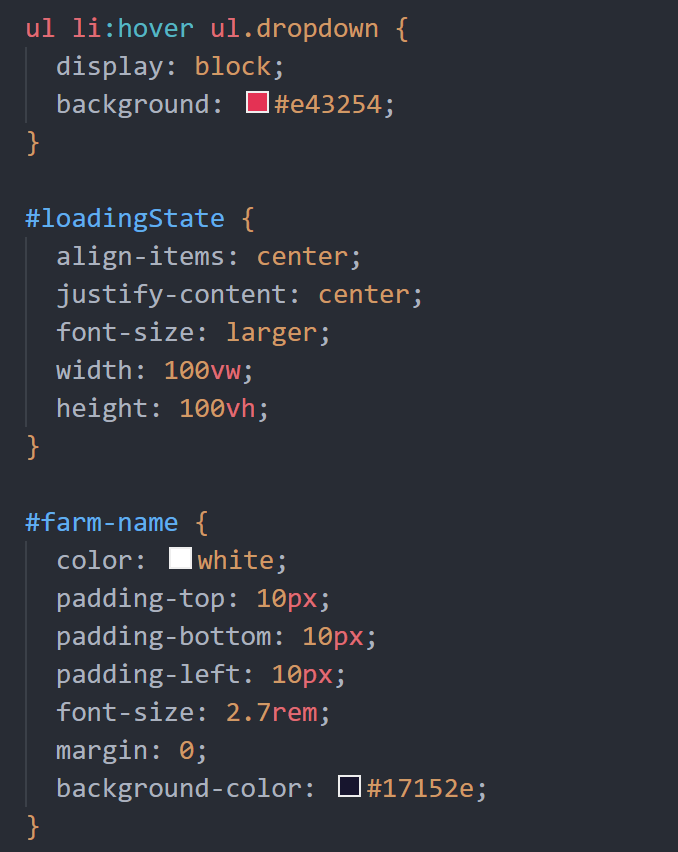 ul li:hover ul.dropdown {
  display: block;
  background: #e43254;
}

#loadingState {
  align-items: center;
  justify-content: center;
  font-size: larger;
  width: 100vw;
  height: 100vh;
}

#farm-name {
  color: white;
  padding-top: 10px;
  padding-bottom: 10px;
  padding-left: 10px;
  font-size: 2.7rem;
  margin: 0;
  background-color: #17152e;
}